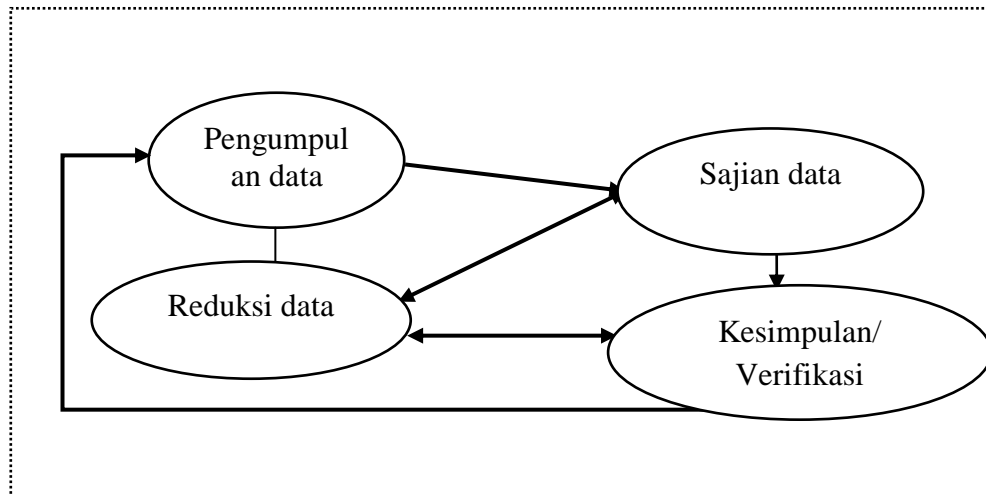 Pengumpul
an data
Sajian data
Reduksi data
Kesimpulan/
Verifikasi